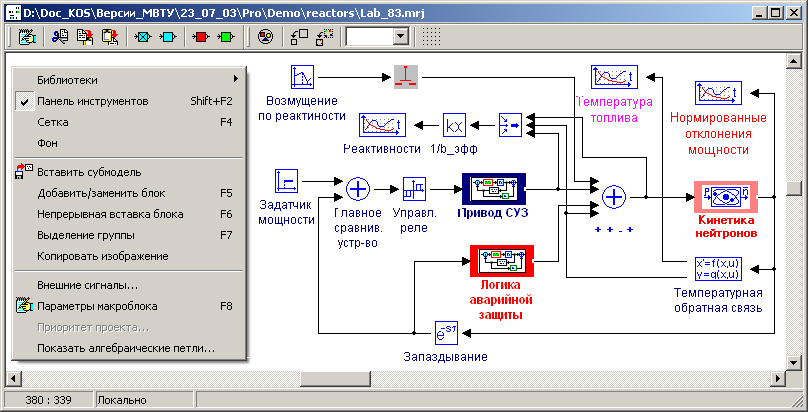 D:\Doc_KOS\Версии_МВТУ\23_07_03\Pro\Demo\reactors\Lab_83.mrj
Библиотеки
Панель инструментов Shift+F2
Сетка F4
Фон
Вставить субмодель
Добавить/заменить блок F5
Непрерывная вставка блока F6
Выделение группы F7
Копировать изображение
Внешние сигналы...
Параметры макроблока F8
Приоритет проекта...
Показать алгебраические петли...
Возмущение
по реактиности
t
Температура
топлива
t
Нормированные
отклонения
мощности
t
Реактивности
kx
1/b_эфф
Задатчик
мощности
Главное
сравнив.
устр-во
Управл.
реле
Привод СУЗ
+ + - +
n
n
Кинетика
нейтронов
Логика
аварийной
защиты
x'=f(x,u)
y=q(x,u)
Температурная
обратная связь
e-sτ
Запаздывание
380 : 339
Локально